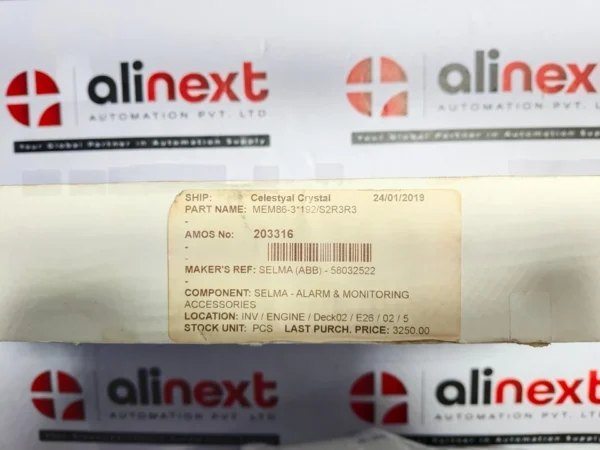 alinext
AUTOMATION PVT. LTD
Your Global Partner in Automation Supply
alinext
AUTOMATION PVT. LTD
Your Global Partner in Automation Supply
SHIP: Celestyal Crystal 24/01/2019
PART NAME: MEM86-3*192/S2R3R3
-
AMOS No: 203316
-
MAKER'S REF: SELMA (ABB) - 58032522
-
COMPONENT: SELMA - ALARM & MONITORING
ACCESSORIES
LOCATION: INV / ENGINE / Deck02 / E26 / 02 / 5
STOCK UNIT: PCS LAST PURCH. PRICE: 3250.00
alinext
AUTOMATION PVT. LTD
alinext
AUTOMATION PVT. LTD